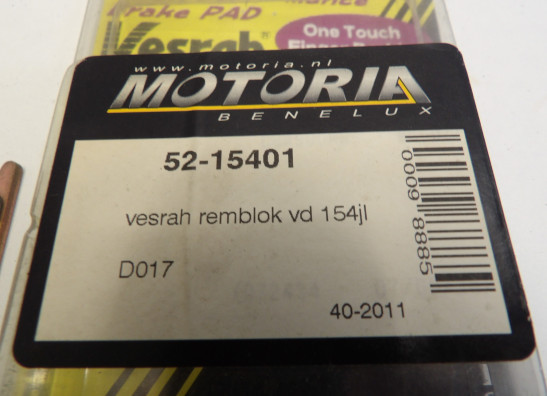 Brake PAD
Vesrah
One Touch
www.motoria.nl
MOTORIA
BENELUX
52-15401
vesrah remblok vd 154jl
0009 8885
D017
40-2011